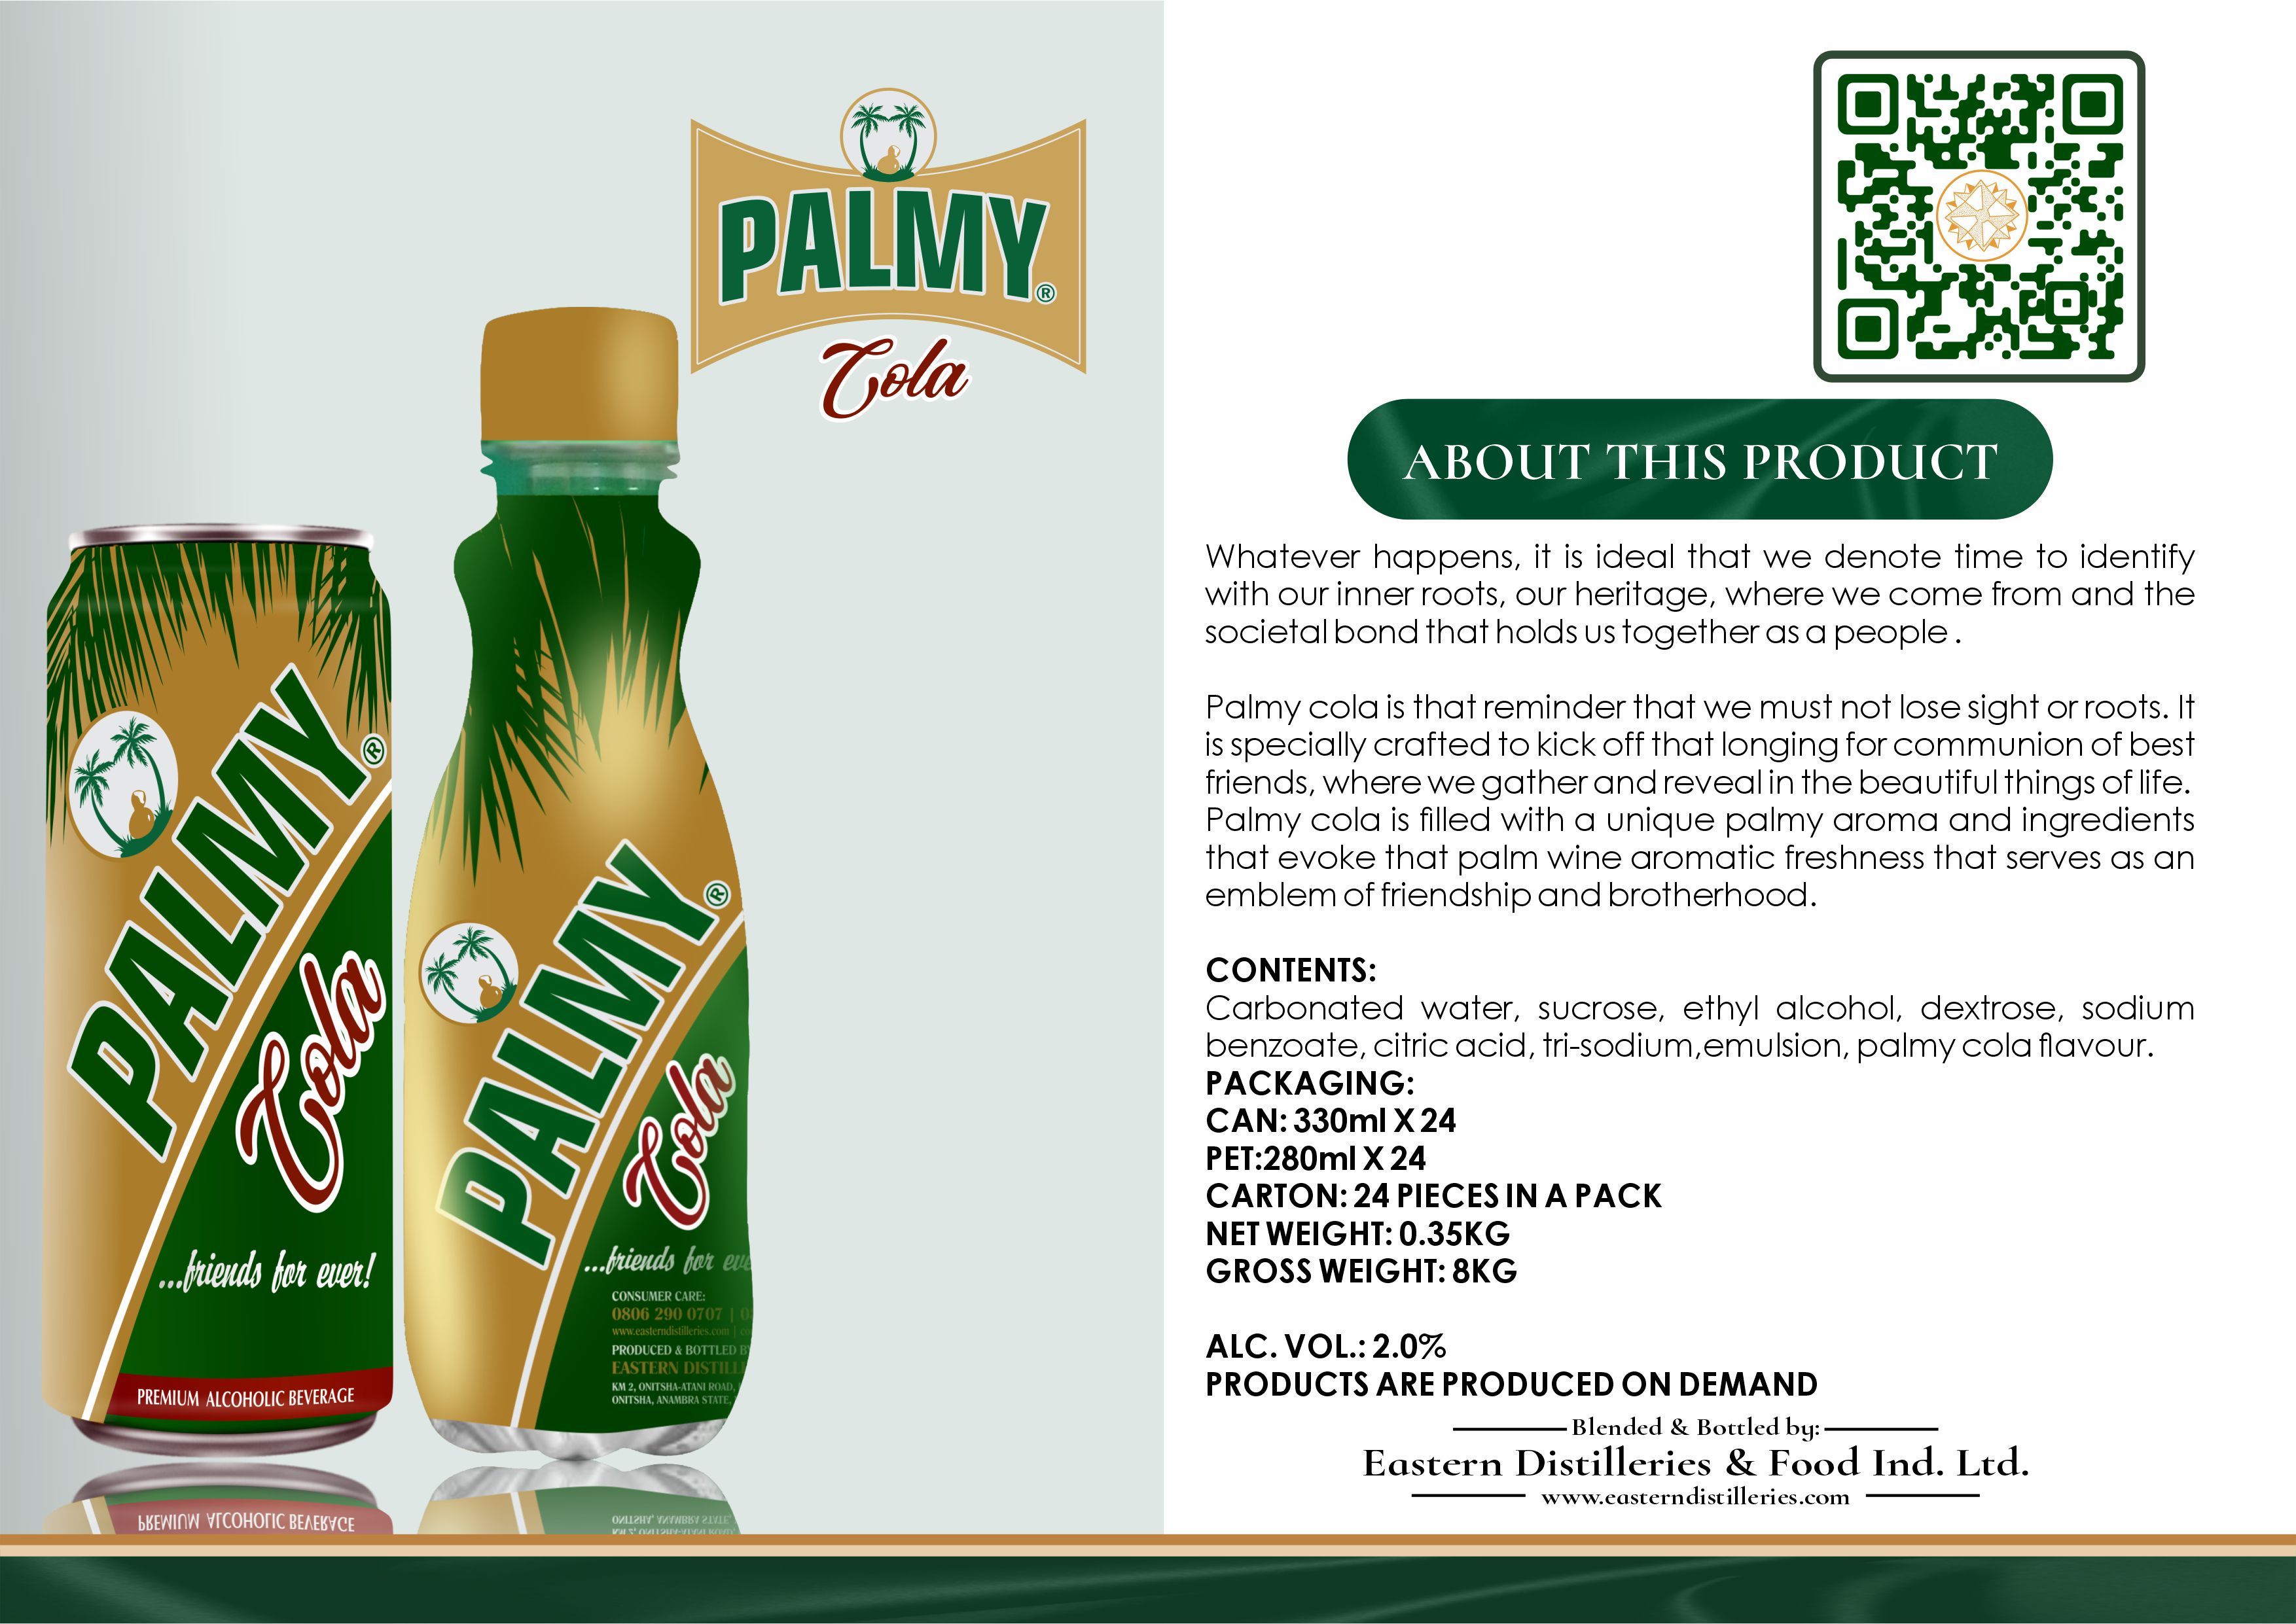 PALMY®
Cola
PALMY®
Cola
...friends for ever!
PREMIUM ALCOHOLIC BEVERAGE
PALMY®
Cola
...friends for
CONSUMER CARE:
0806 290 0707 |
www.easterndistilleries.com |
PRODUCED & BOTTLED
EASTERN
KM 2, ONITSHA-ATANI ROAD,
ONITSHA, ANAMBRA STATE,
ABOUT THIS PRODUCT
Whatever happens, it is ideal that we denote time to identify
with our inner roots, our heritage, where we come from and the
societal bond that holds us together as a people .
Palmy cola is that reminder that we must not lose sight or roots. It
is specially crafted to kick off that longing for communion of best
friends, where we gather and reveal in the beautiful things of life.
Palmy cola is filled with a unique palmy aroma and ingredients
that evoke that palm wine aromatic freshness that serves as an
emblem of friendship and brotherhood.
CONTENTS:
Carbonated water, sucrose, ethyl alcohol, dextrose, sodium
benzoate, citric acid, tri-sodium,emulsion, palmy cola flavour.
PACKAGING:
CAN: 330ml X 24
PET:280ml X 24
CARTON: 24 PIECES IN A PACK
NET WEIGHT: 0.35KG
GROSS WEIGHT: 8KG
ALC. VOL.: 2.0%
PRODUCTS ARE PRODUCED ON DEMAND
Blended & Bottled by:
Eastern Distilleries & Food Ind. Ltd.
www.easterndistilleries.com